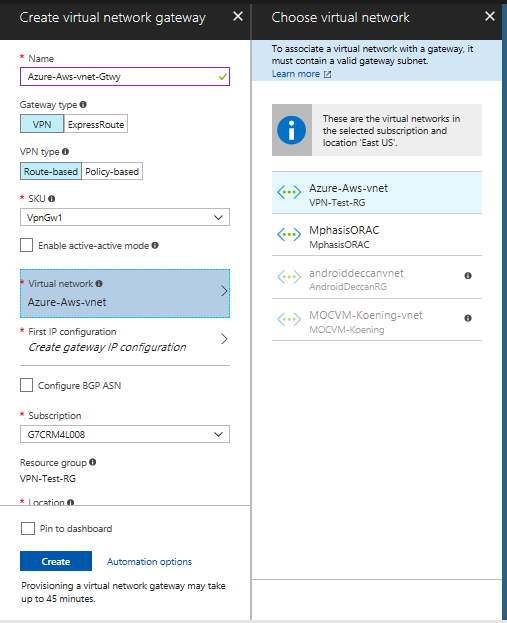 Create virtual network gateway
* Name
Azure-Aws-vnet-Gtwy
Gateway type
VPN ExpressRoute
VPN type
Route-based Policy-based
* SKU
VpnGw1
Enable active-active mode
* Virtual network
Azure-Aws-vnet
* First IP configuration
Create gateway IP configuration
Configure BGP ASN
* Subscription
G7CRM4L008
Resource group
VPN-Test-RG
* Location
Pin to dashboard
Create Automation options
Provisioning a virtual network gateway may take
up to 45 minutes.
Choose virtual network
To associate a virtual network with a gateway, it
must contain a valid gateway subnet.
Learn more
These are the virtual networks in
the selected subscription and
location 'East US'.
Azure-Aws-vnet
VPN-Test-RG
MphasisORAC
MphasisORAC
androiddeccanvnet
AndroidDeccanRG
MOCVM-Koening-vnet
MOCVM-Koening